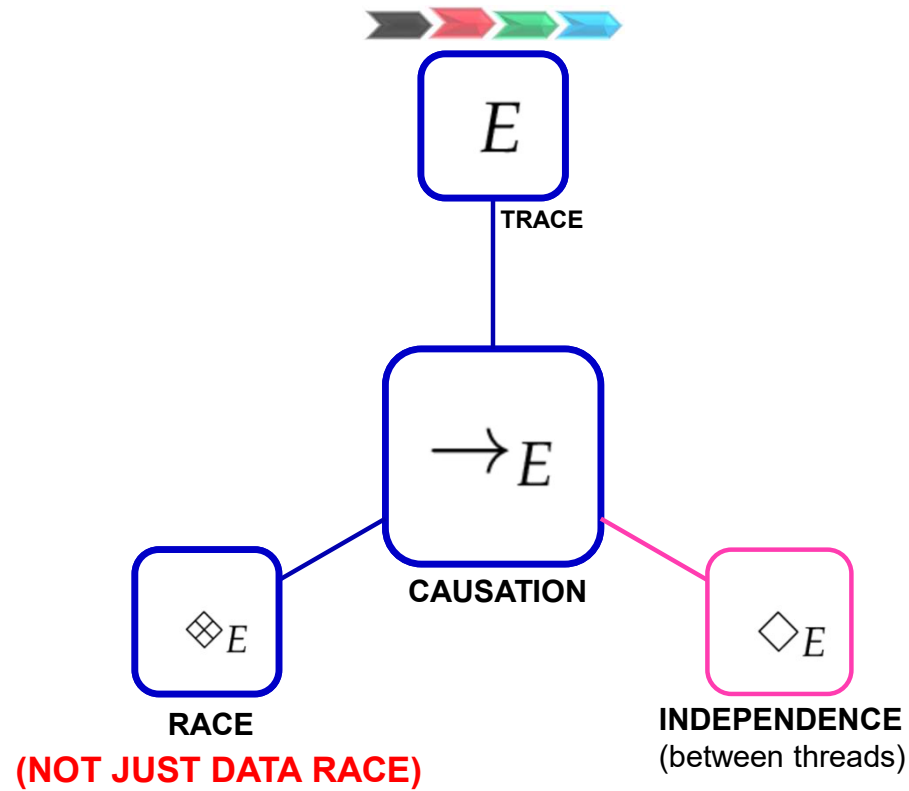 E
TRACE
→E
CAUSATION
E
RACE
(NOT JUST DATA RACE)
◇E
INDEPENDENCE
(between threads)